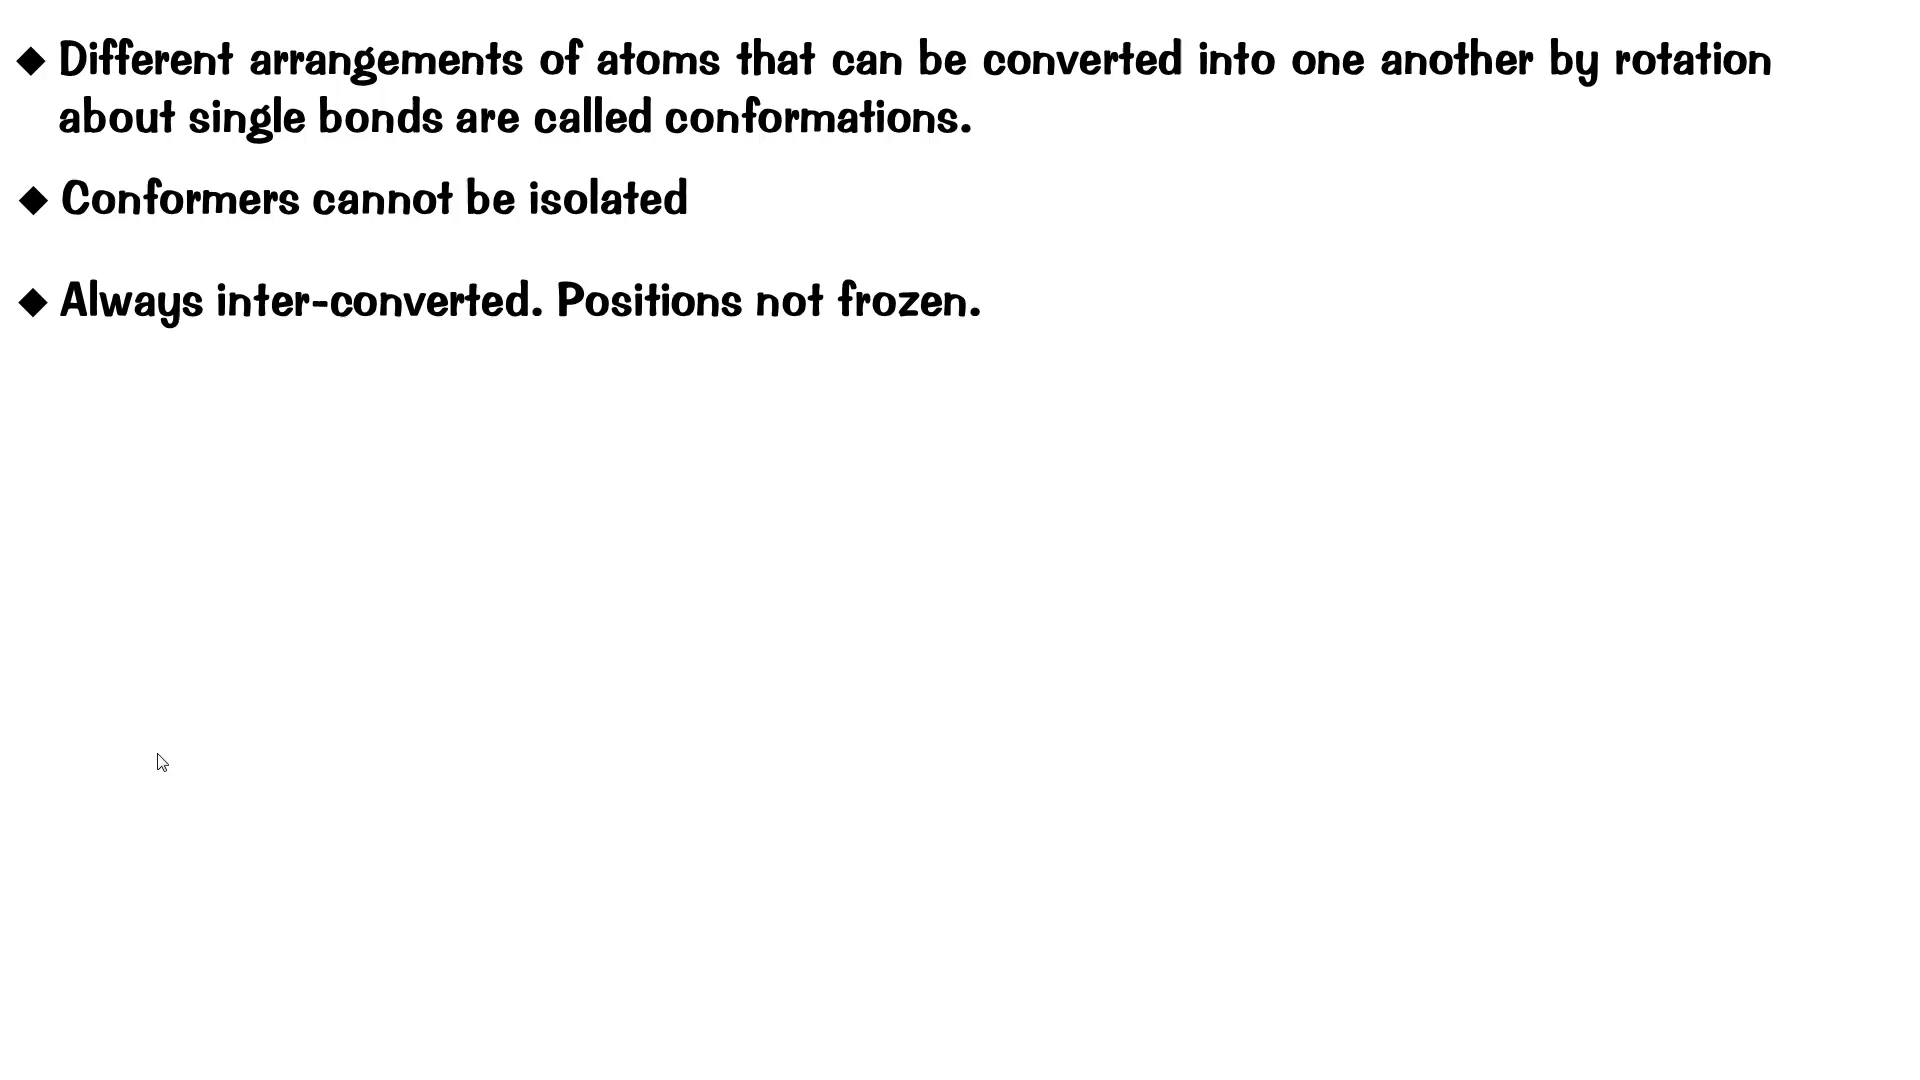 ◆ Different arrangements of atoms that can be converted into one another by rotation
about single bonds are called conformations.
◆ Conformers cannot be isolated
◆ Always inter-converted. Positions not frozen.